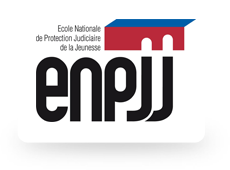 Ecole Nationale
de Protection Judiciaire
de la Jeunesse
enpjj